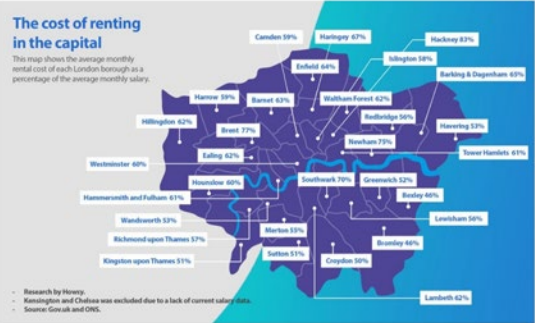 The cost of renting
in the capital
This map shows the average monthly
rental cost of each London borough as a
percentage of the average monthly salary.
Camden 59%
Haringey 67%
Hackney 83%
Islington 58%
Enfield 64%
Barking & Dagenham 65%
Harrow 59%
Barnet 63%
Waltham Forest 62%
Redbridge 56%
Hillingdon 62%
Brent 77%
Havering 53%
Newham 75%
Ealing 62%
Tower Hamlets 61%
Westminster 60%
Hounslow 60%
Southwark 70%
Greenwich 52%
Hammersmith and Fulham 61%
Bexley 46%
Wandsworth 53%
Lewisham 56%
Merton 55%
Richmond upon Thames 57%
Bromley 46%
Sutton 51%
Kingston upon Thames 51%
Croydon 50%
Lambeth 62%
- Research by Howsy.
- Kensington and Chelsea was excluded due to a lack of current salary data.
- Source: Gov.uk and ONS.